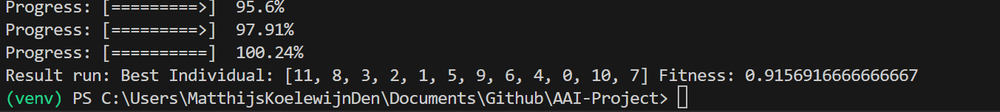 Progress: [=========>]  95.6%
Progress: [=========>]  97.91%
Progress: [==========]  100.24%
Result run: Best Individual: [11, 8, 3, 2, 1, 5, 9, 6, 4, 0, 10, 7] Fitness: 0.9156916666666667
(venv) PS C:\Users\MatthijsKoelewijnDen\Documents\Github\AAI-Project>